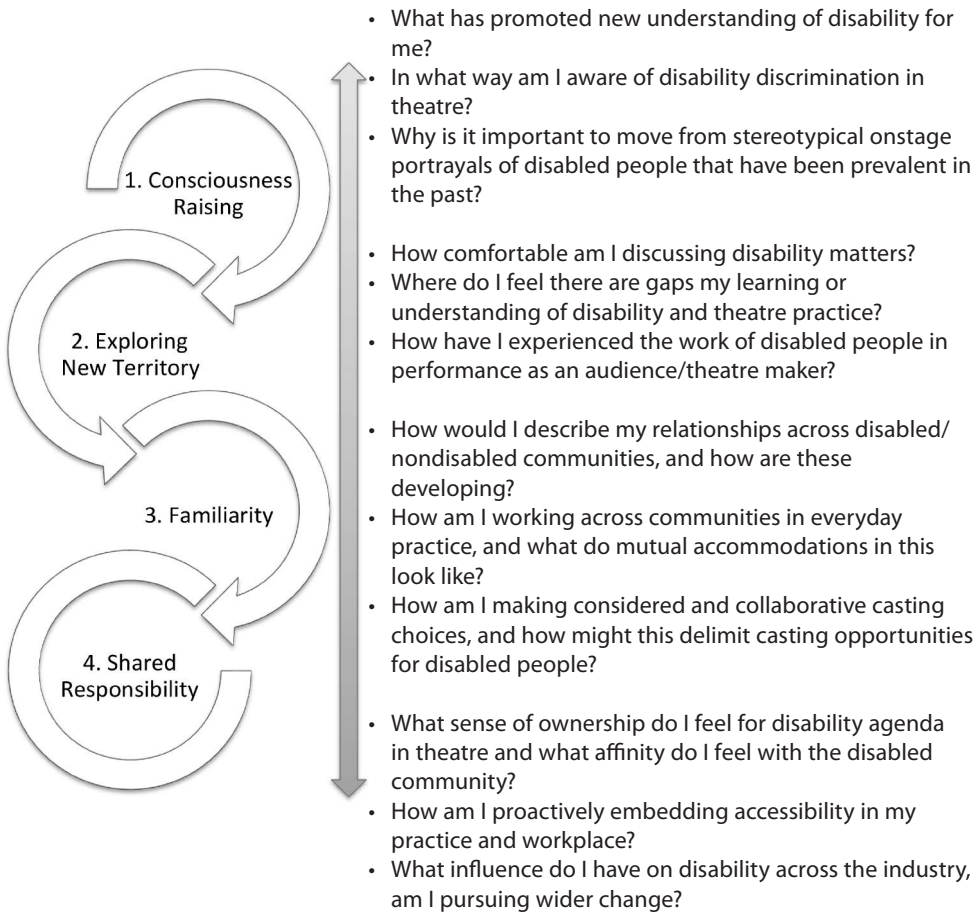 • What has promoted new understanding of disability for
me?
• In what way am I aware of disability discrimination in
theatre?
• Why is it important to move from stereotypical onstage
portrayals of disabled people that have been prevalent in
the past?
1. Consciousness
Raising
• How comfortable am I discussing disability matters?
• Where do I feel there are gaps my learning or
understanding of disability and theatre practice?
• How have I experienced the work of disabled people in
performance as an audience/theatre maker?
2. Exploring
New Territory
• How would I describe my relationships across disabled/
nondisabled communities, and how are these
developing?
• How am I working across communities in everyday
practice, and what do mutual accommodations in this
look like?
• How am I making considered and collaborative casting
choices, and how might this delimit casting opportunities
for disabled people?
3. Familiarity
4. Shared
Responsibility
• What sense of ownership do I feel for disability agenda
in theatre and what affinity do I feel with the disabled
community?
• How am I proactively embedding accessibility in my
practice and workplace?
• What influence do I have on disability across the industry,
am I pursuing wider change?